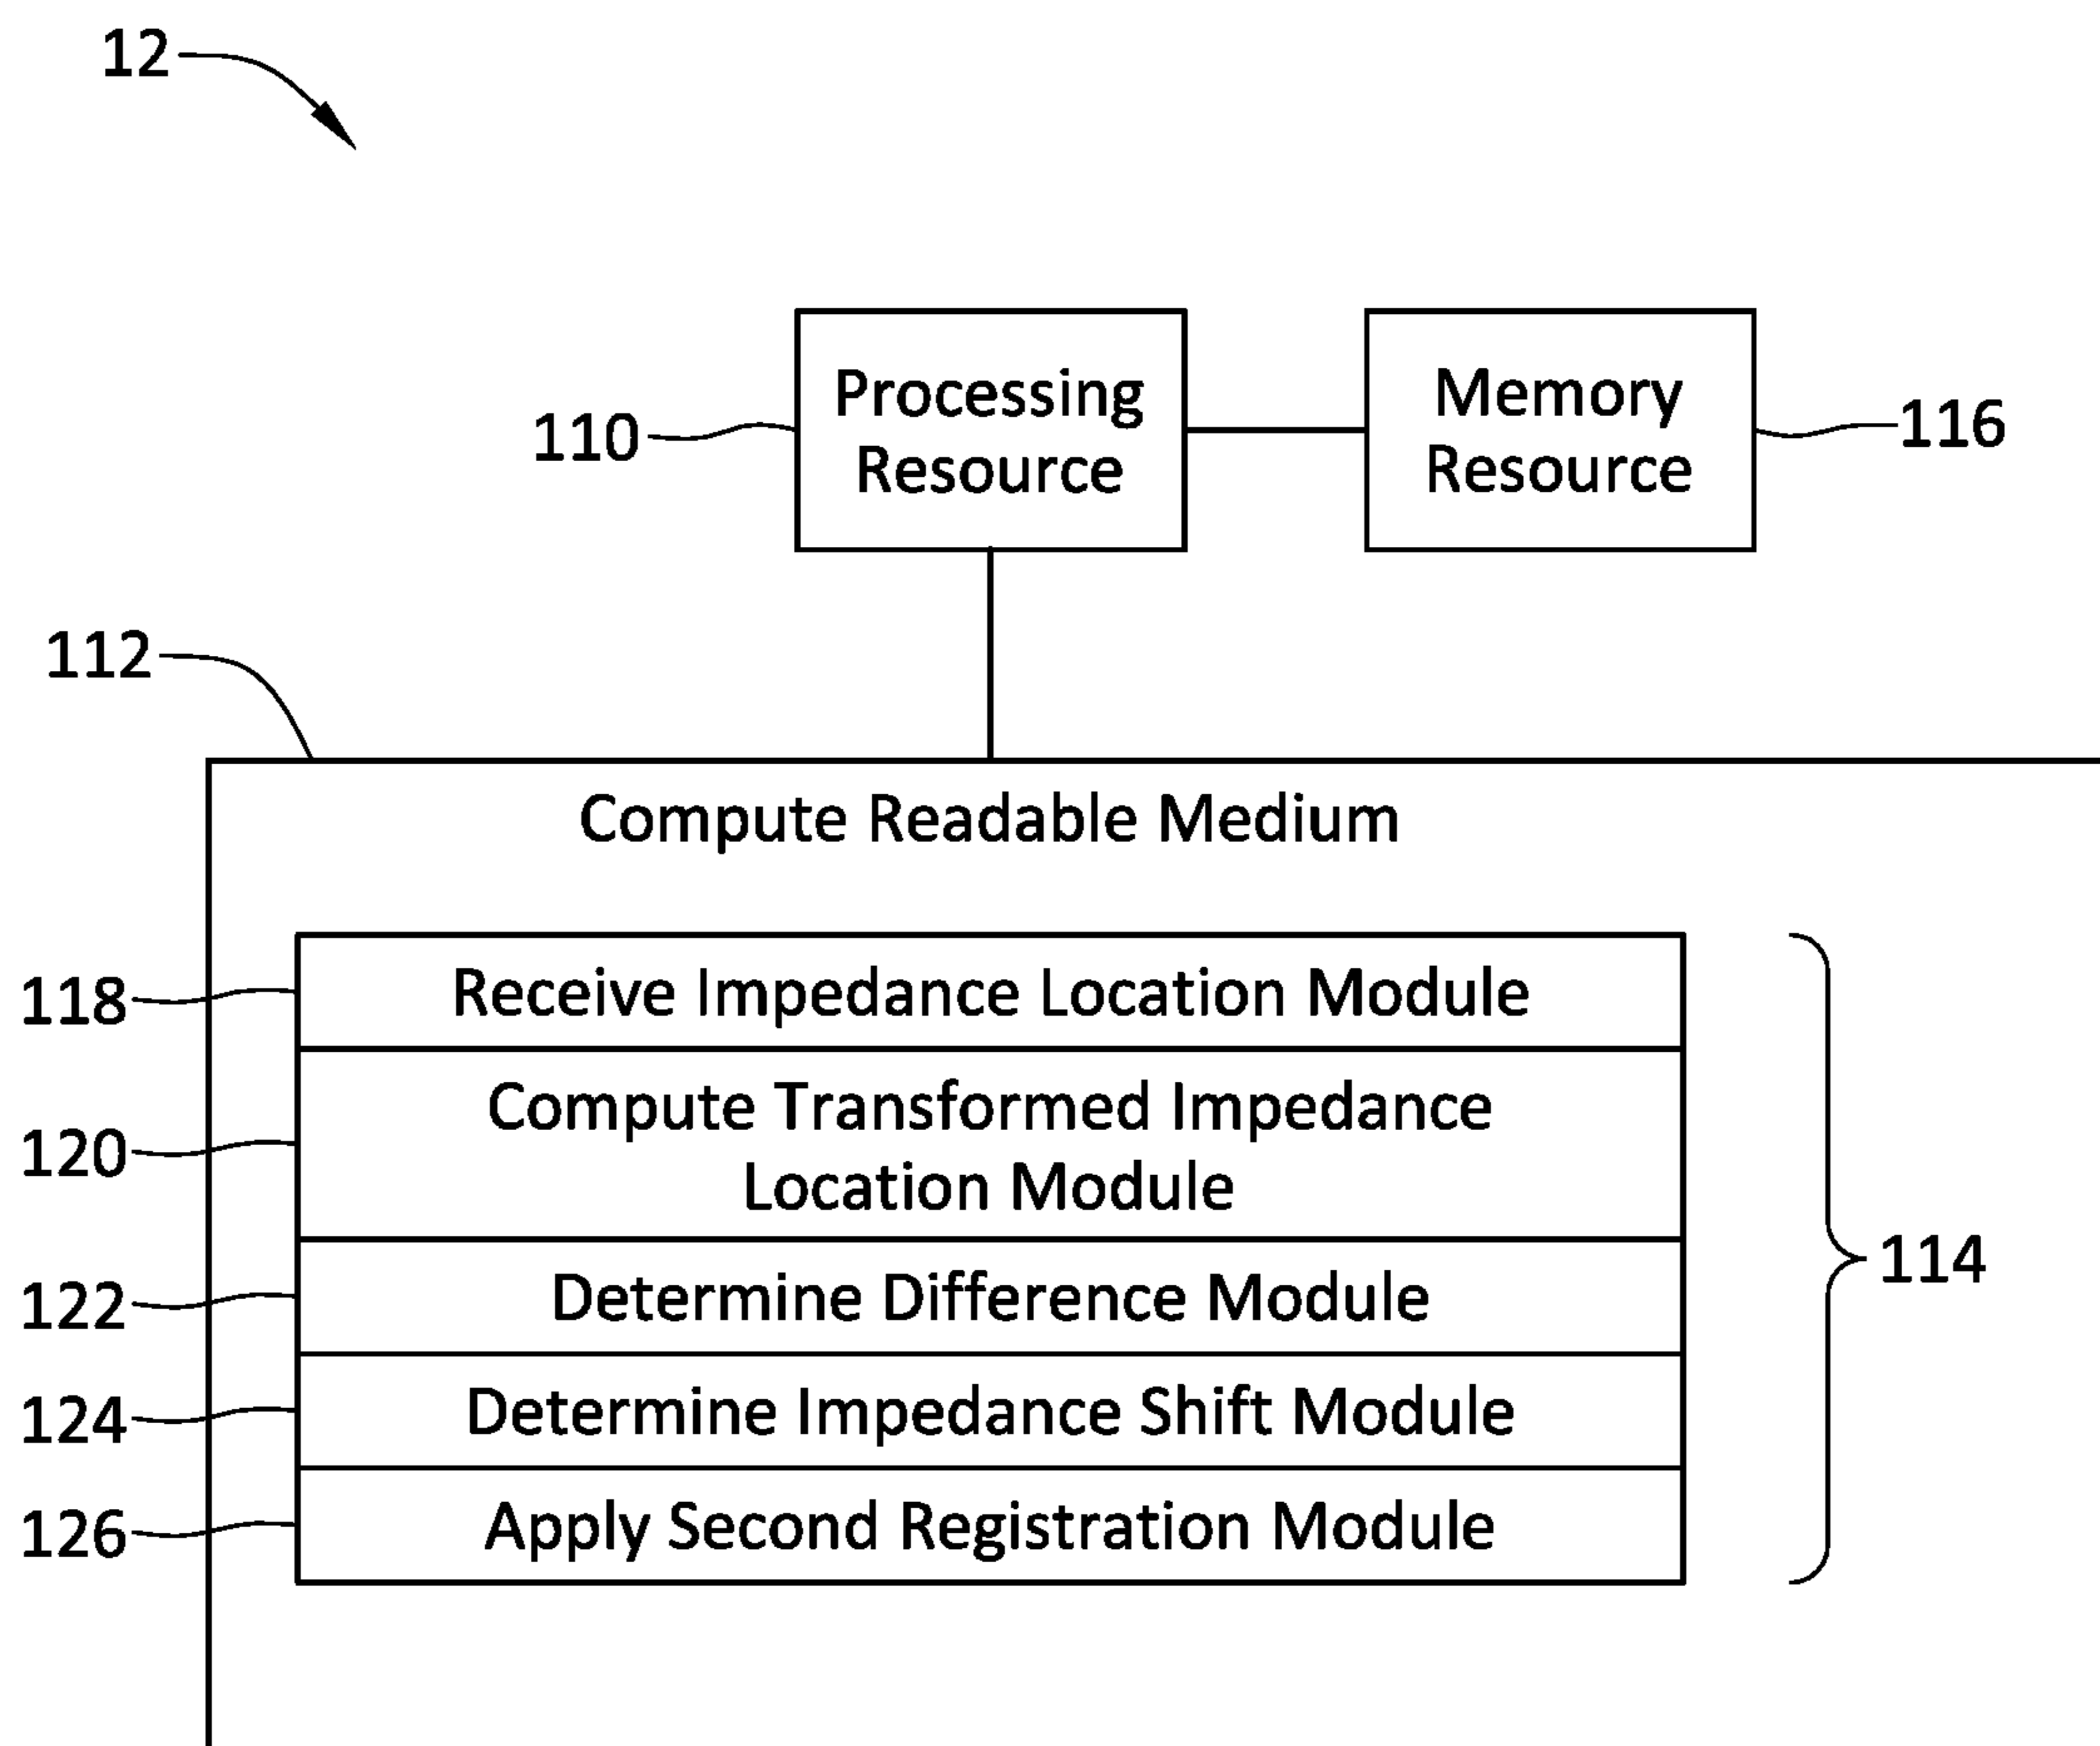 12
Processing
Resource
110
Memory
Resource
116
112
Compute Readable Medium
118
Receive Impedance Location Module
120
Compute Transformed Impedance
Location Module
122
Determine Difference Module
124
Determine Impedance Shift Module
126
Apply Second Registration Module
114